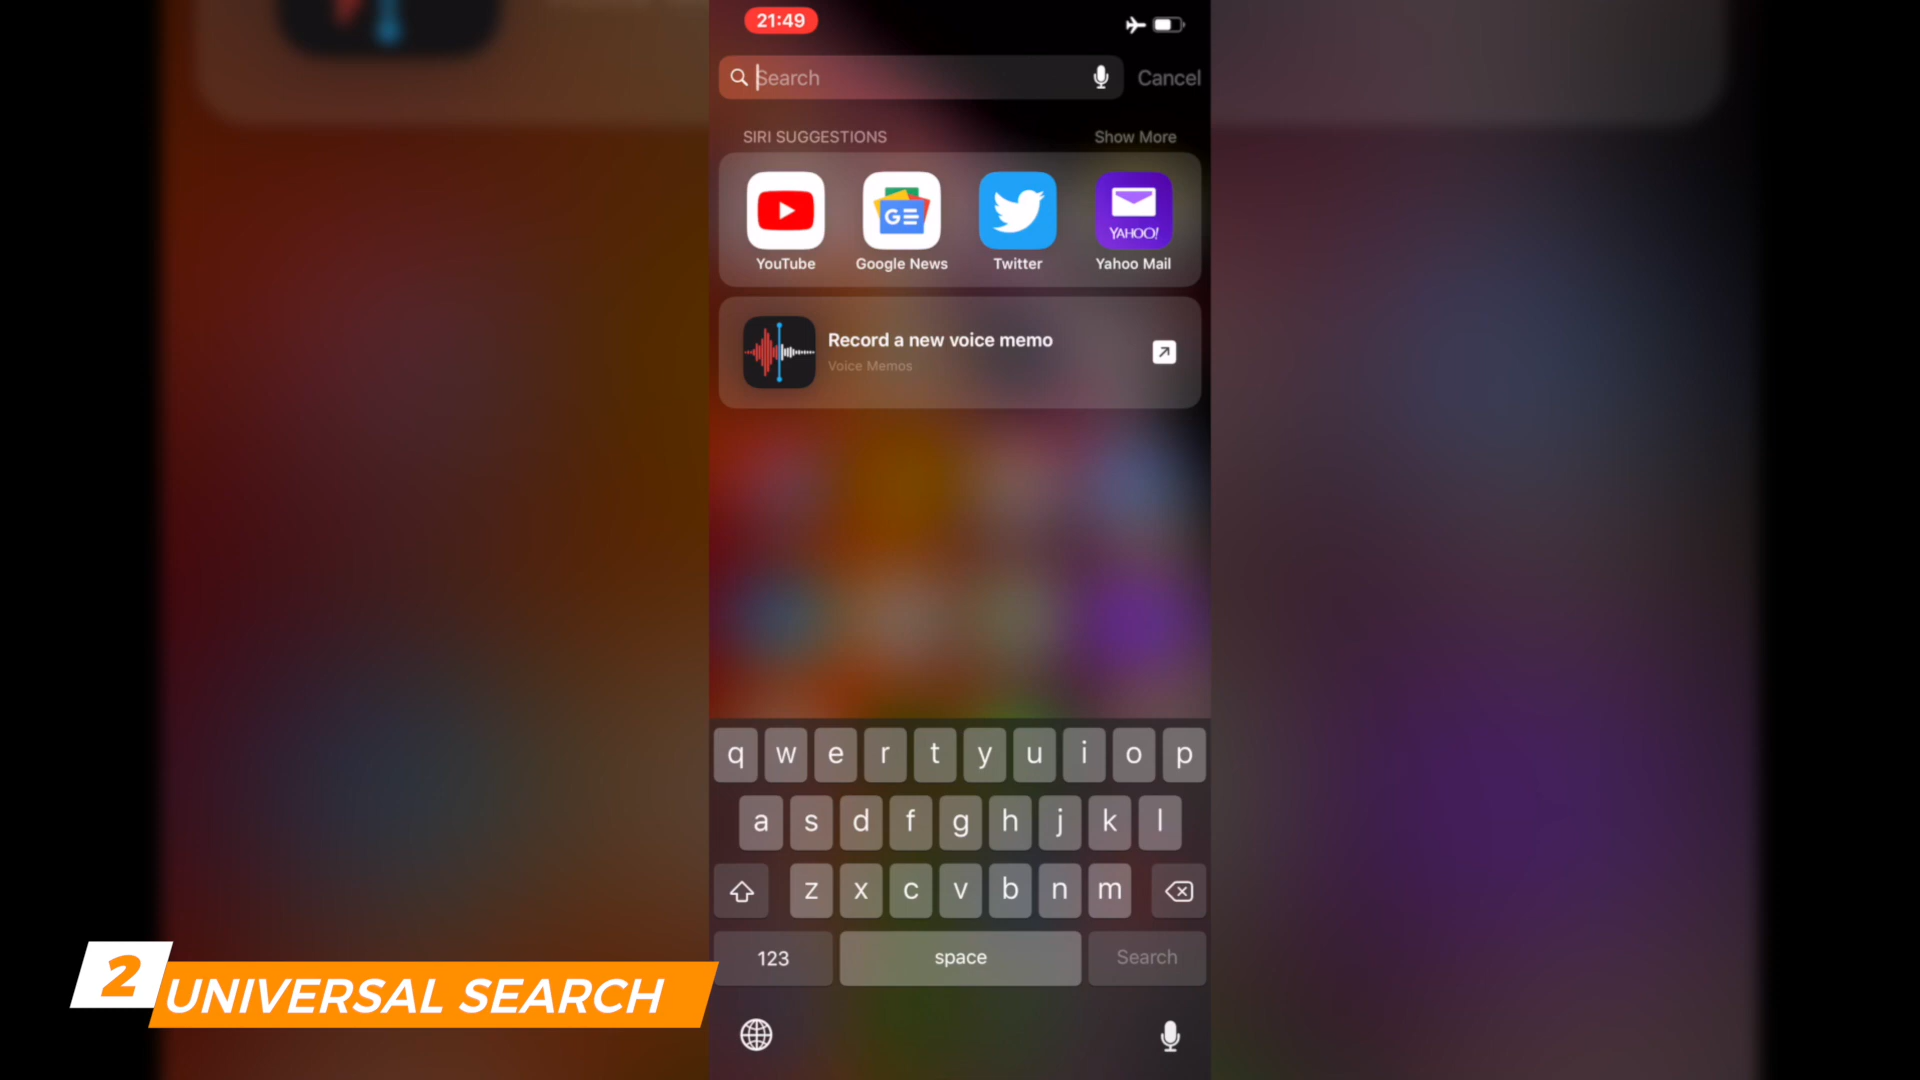 21:49
Search
Cancel
SIRI SUGGESTIONS
Show More
GE
YAHOO!
YouTube
Google News
Twitter
Yahoo Mail
Record a new voice memo
Voice Memos
q w e r t y u i o p
a s d f g h j k l
z x c v b n m
123
space
Search
2
UNIVERSAL SEARCH